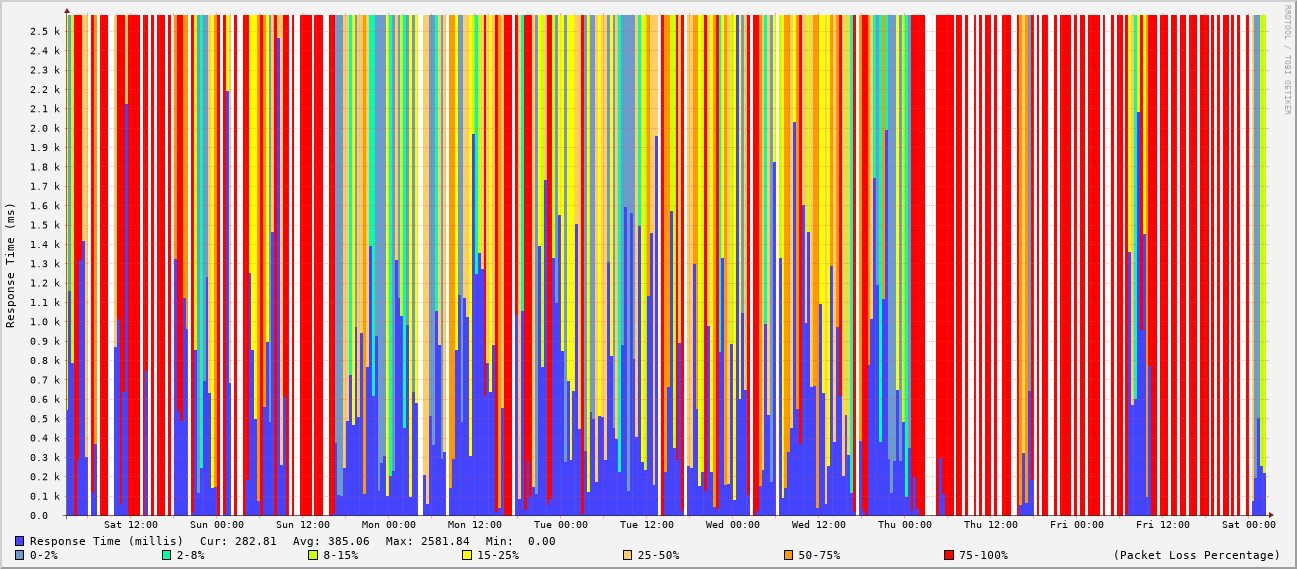 RRDTOOL / TOBI OETIKER
Response Time (ms)
2.5 k
2.4 k
2.3 k
2.2 k
2.1 k
2.0 k
1.9 k
1.8 k
1.7 k
1.6 k
1.5 k
1.4 k
1.3 k
1.2 k
1.1 k
1.0 k
0.9 k
0.8 k
0.7 k
0.6 k
0.5 k
0.4 k
0.3 k
0.2 k
0.1 k
0.0
Sat 12:00 Sun 00:00 Sun 12:00 Mon 00:00 Mon 12:00 Tue 00:00 Tue 12:00 Wed 00:00 Wed 12:00 Thu 00:00 Thu 12:00 Fri 00:00 Fri 12:00 Sat 00:00
Response Time (millis) Cur: 282.81 Avg: 385.06 Max: 2581.84 Min: 0.00
0-2% 2-8% 8-15% 15-25% 25-50% 50-75% 75-100% (Packet Loss Percentage)